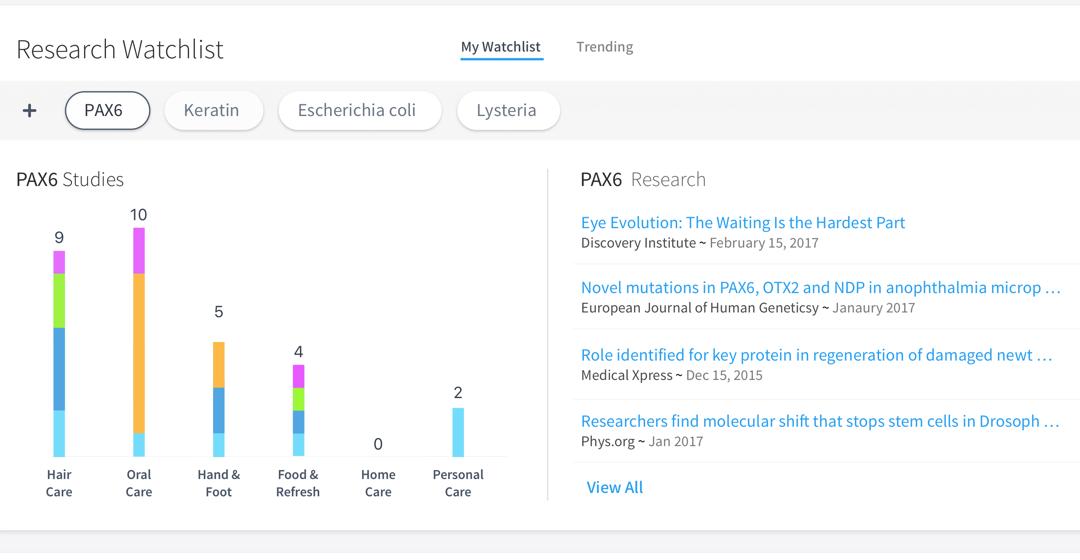 Research Watchlist
My Watchlist
Trending
+
PAX6
Keratin
Escherichia coli
Lysteria
PAX6 Studies
9
10
5
4
0
2
Hair
Care
Oral
Care
Hand &
Foot
Food &
Refresh
Home
Care
Personal
Care
PAX6 Research
Eye Evolution: The Waiting Is the Hardest Part
Discovery Institute ~ February 15, 2017
Novel mutations in PAX6, OTX2 and NDP in anophthalmia microp ...
European Journal of Human Geneticsy ~ Janaury 2017
Role identified for key protein in regeneration of damaged newt ...
Medical Xpress ~ Dec 15, 2015
Researchers find molecular shift that stops stem cells in Drosoph ...
Phys.org ~ Jan 2017
View All